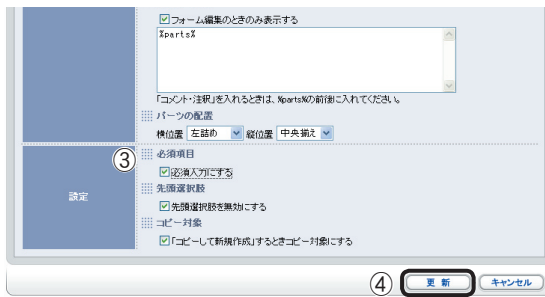 フォーム編集のときのみ表示する
%parts%
「コメント・注釈」を入れるときは、%parts%の前後に入れてください。
パーツの配置
横位置 左詰め 縦位置 中央揃え
③ 必須項目
必須入力にする
設定
先頭選択肢
先頭選択肢を無効にする
コピー対象
「コピーして新規作成」するときコピー対象にする
④ 更 新 キャンセル